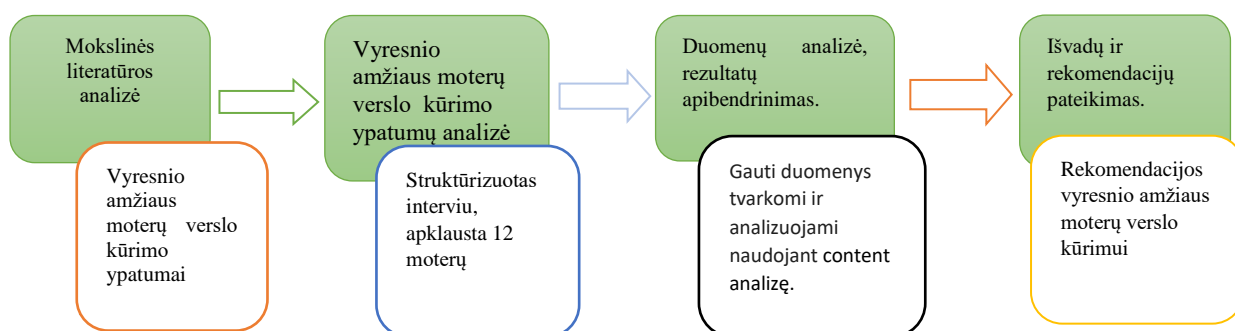 Mokslinės
literatūros
analizė
Vyresnio
amžiaus
moterų verslo
kūrimo
ypatumai
Vyresnio
amžiaus moterų
verslo kūrimo
ypatumų analizė
Struktūrizuotas
interviu,
apklausta 12
moterų
Duomenų analizė,
rezultatų
apibendrinimas.
Gauti duomenys
tvarkomi ir
analizuojami
naudojant content
analizę.
Išvadų ir
rekomendacijų
pateikimas.
Rekomendacijos
vyresnio amžiaus
moterų verslo
kūrimui